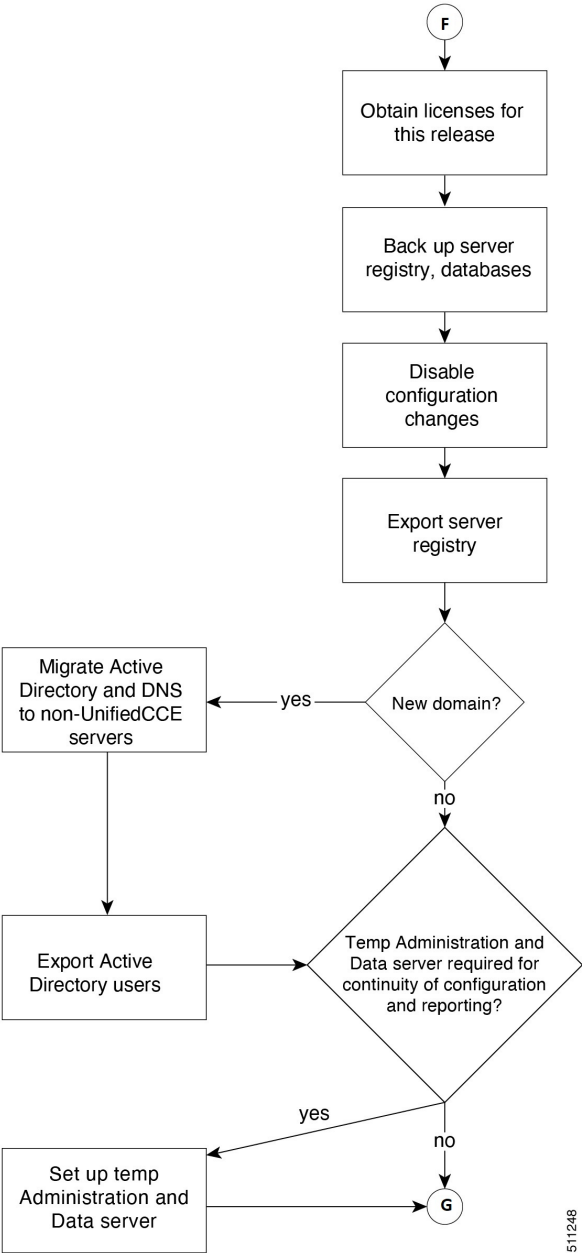 F
Obtain licenses for
this release
Back up server
registry, databases
Disable
configuration
changes
Export server
registry
New domain?
yes
Migrate Active
Directory and DNS
to non-UnifiedCCE
servers
no
Export Active
Directory users
Temp Administration and
Data server required for
continuity of configuration
and reporting?
yes
no
Set up temp
Administration and
Data server
G
511248